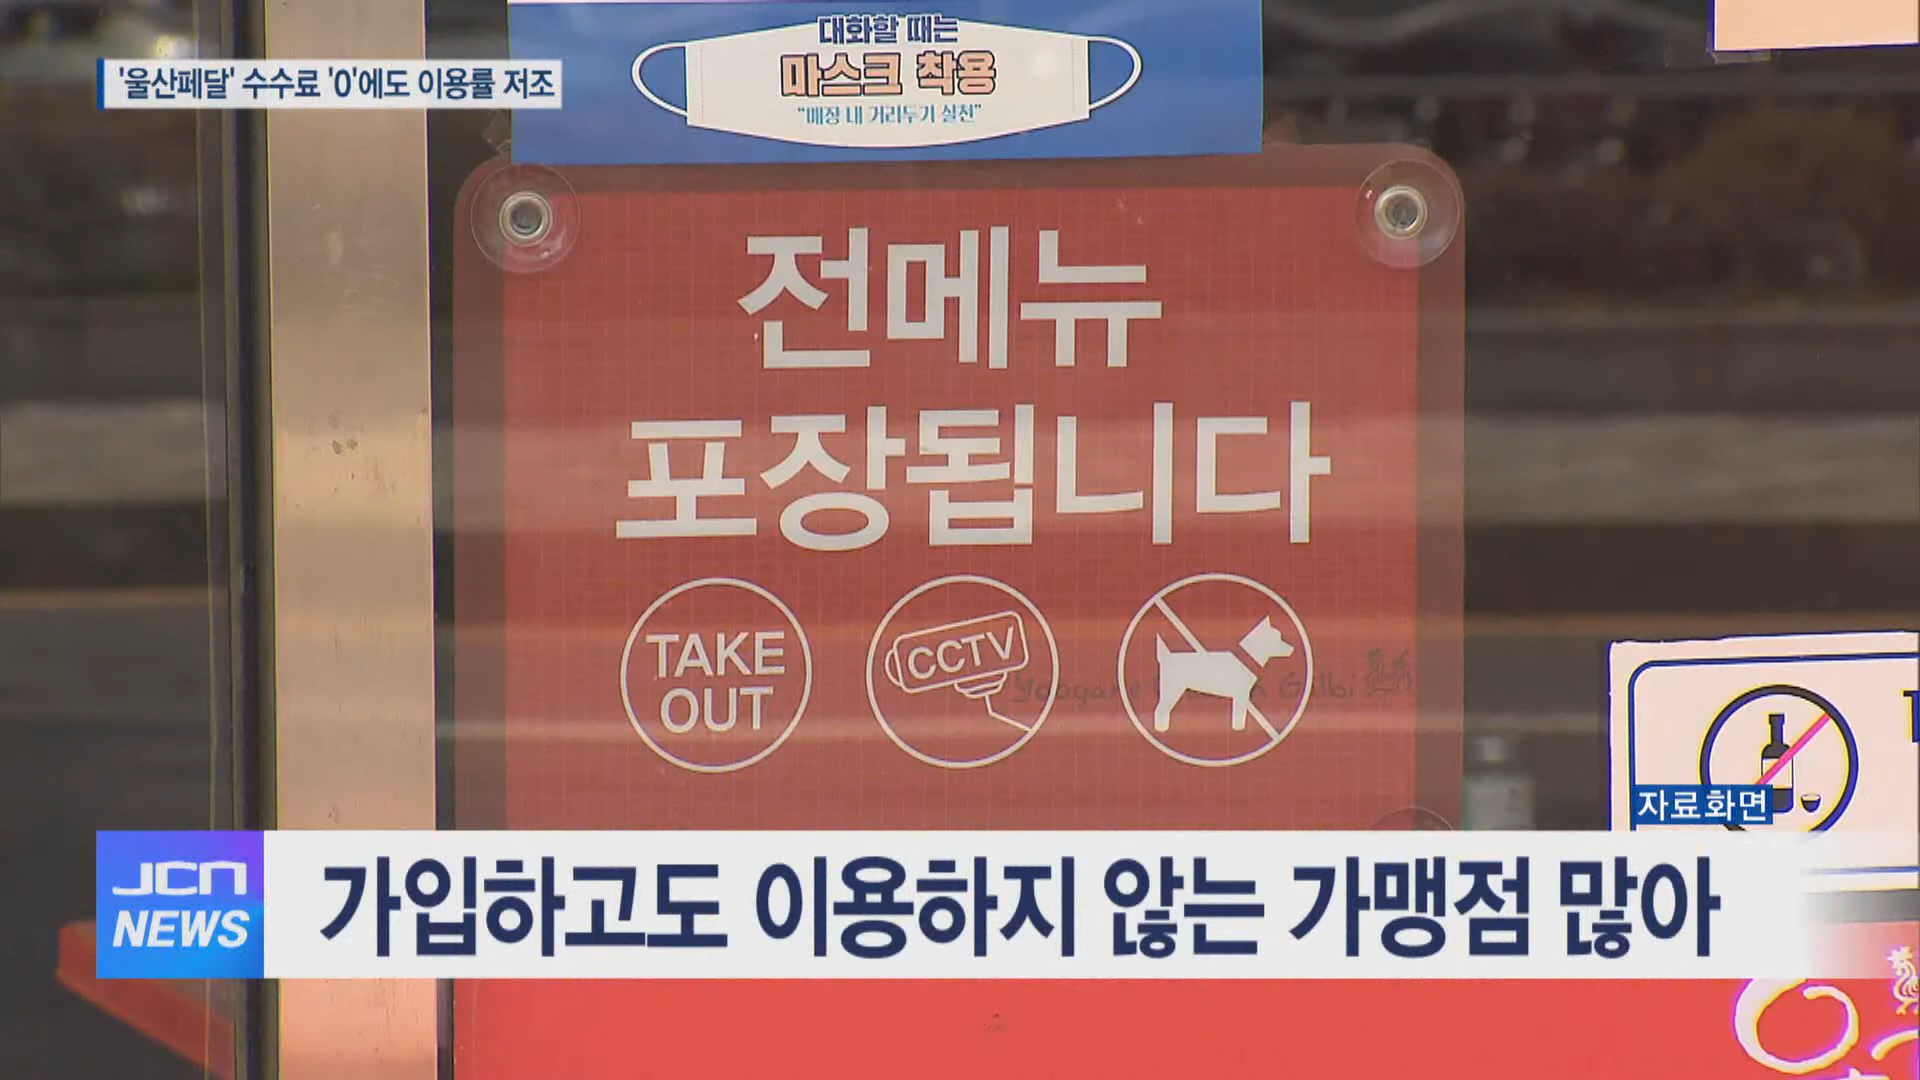 대화할 때는
마스크 착용
"매장 내 거리두기 실천"
'울산페달' 수수료 '0'에도 이용률 저조
전메뉴
포장됩니다
TAKE
OUT
CCTV
자료화면
JCN
NEWS
가입하고도 이용하지 않는 가맹점 많아